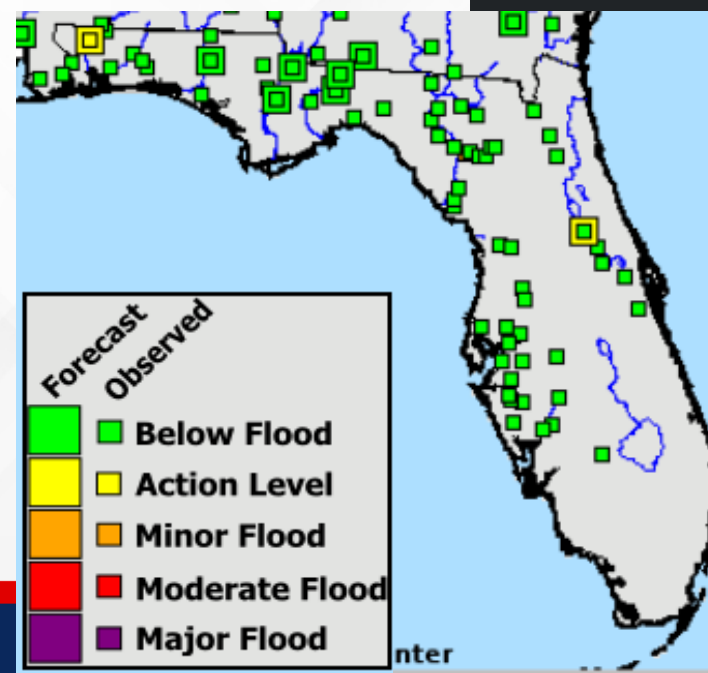 Forecast
Observed
Below Flood
Action Level
Minor Flood
Moderate Flood
Major Flood
nter